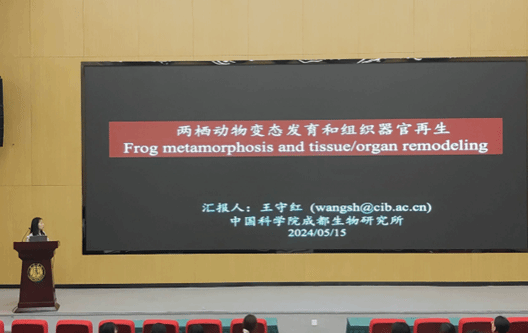 两栖动物变态发育和组织器官再生
Frog metamorphosis and tissue/organ remodeling
汇报人：王守红 (wangsh@cib.ac.cn)
中国科学院成都生物研究所
2024/05/15